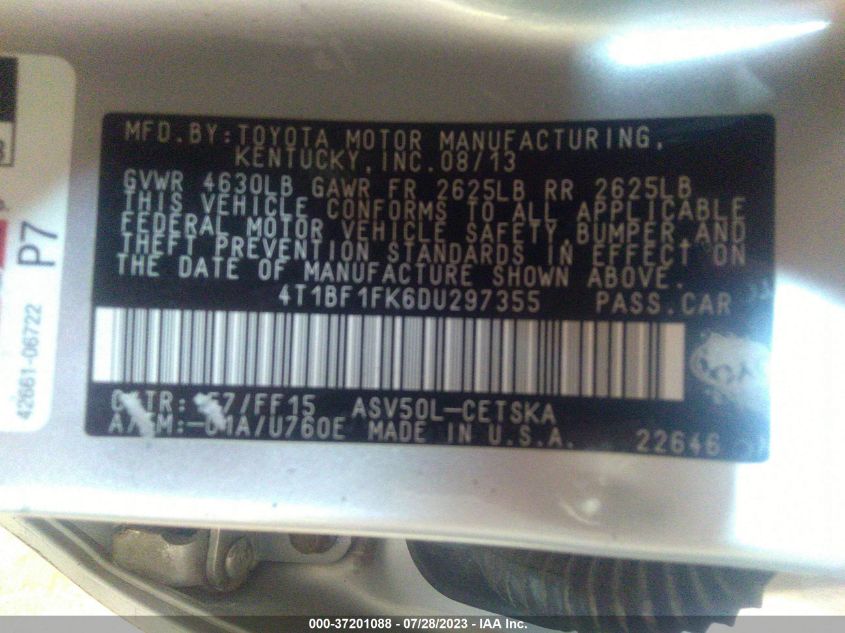 MFD.BY:TOYOTA MOTOR MANUFACTURING,
KENTUCKY,INC.08/13
GVWR 4630LB GAWR FR 2625LB RR 2625LB
THIS VEHICLE CONFORMS TO ALL APPLICABLE
FEDERAL MOTOR VEHICLE SAFETY,BUMPER,AND
THEFT PREVENTION STANDARDS IN EFFECT ON
THE DATE OF MANUFACTURE SHOWN ABOVE.
4T1BF1FK6DU297355 PASS.CAR
/FF15 ASV50L-CETSKA
/U760E MADE IN U.S.A. 22646
P7
42661-06722
000-37201088 - 07/28/2023 - IAA Inc.